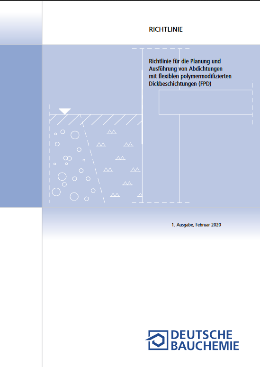 RICHTLINIE
Richtlinie für die Planung und
Ausführung von Abdichtungen
mit flexiblen polymermodifizierten
Dickbeschichtungen (FPD)
1. Ausgabe, Februar 2020
DEUTSCHE
BAUCHEMIE